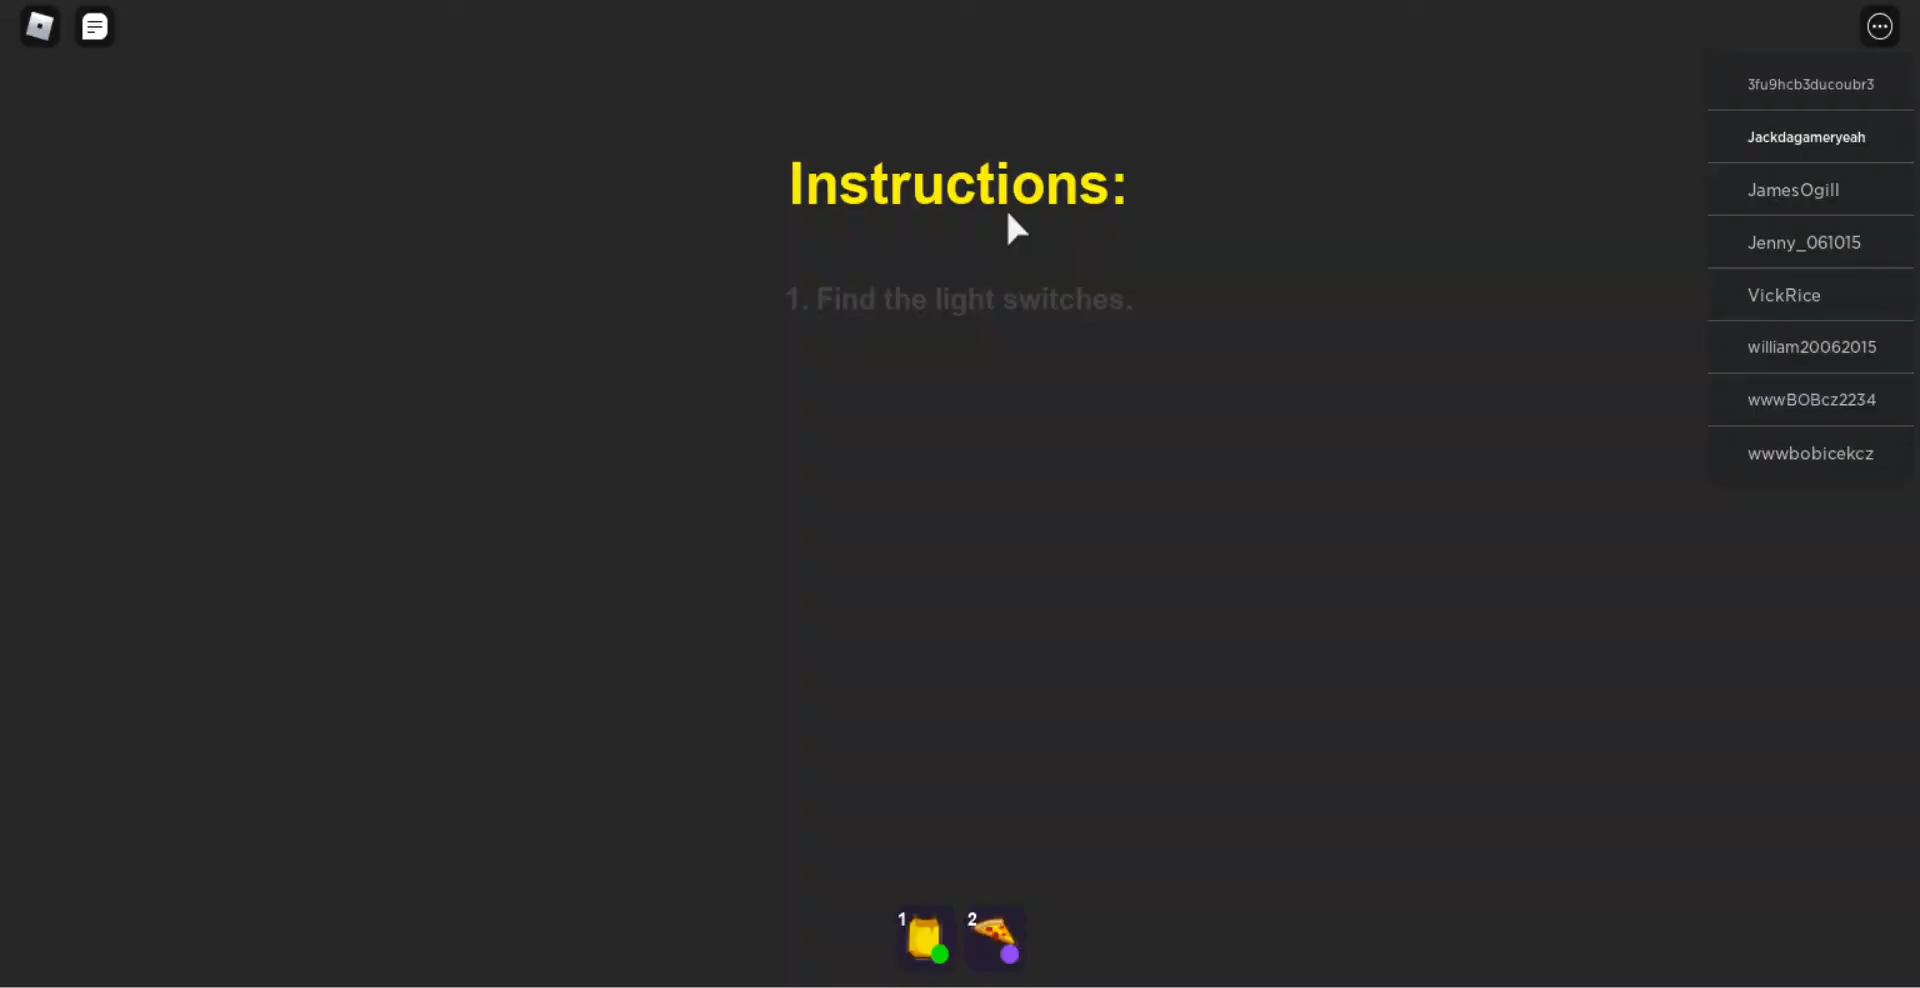 3fu9hcb3ducoubr3
Jackdagameryeah
JamesOgill
Jenny_061015
VickRice
william20062015
wwwBOBcz2234
wwwbobicekcz
Instructions:
1. Find the light switches.
1
2